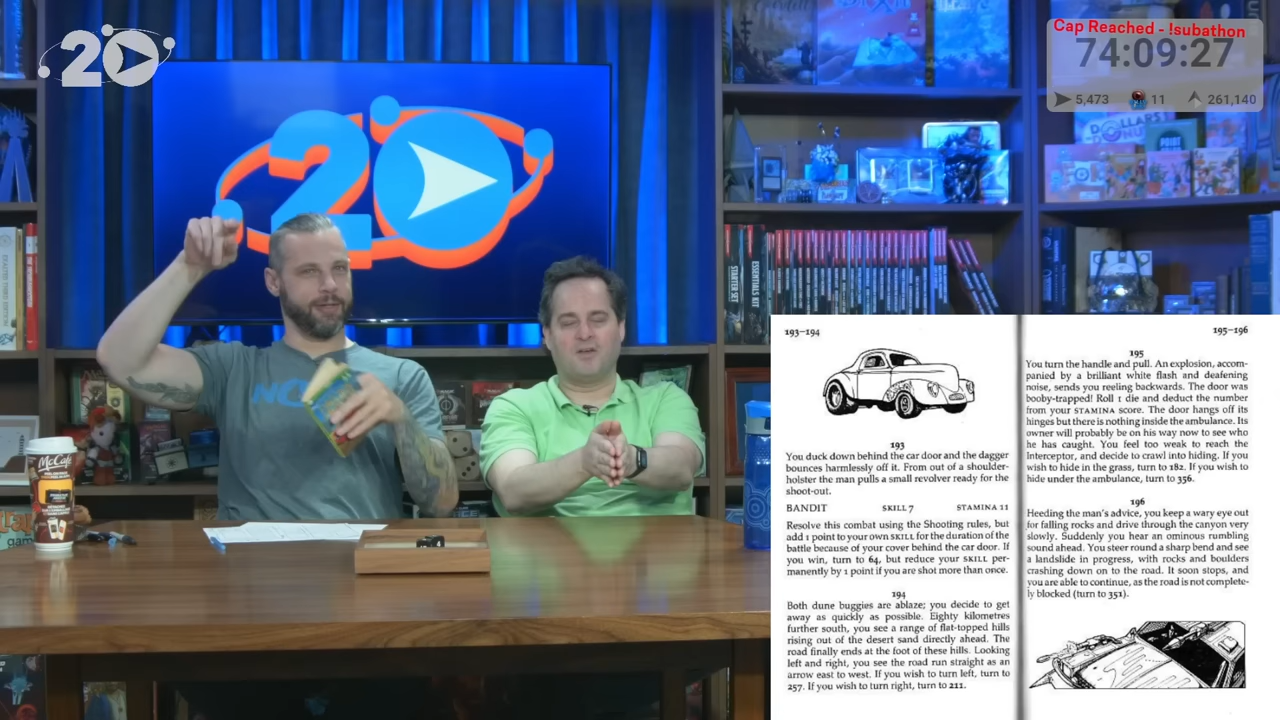 20
Cap Reached - !subathon
74:09:27
5,473
11
261,140
20
STARTER SET
ESSENTIALS KIT
McCafé
NO
193–194
193
You duck down behind the car door and the dagger
bounces harmlessly off it. From out of a shoulder-
holster the man pulls a small revolver ready for the
shoot-out.
BANDIT SKILL 7 STAMINA 11
Resolve this combat using the Shooting rules, but
add 1 point to your own SKILL for the duration of the
battle because of your cover behind the car door. If
you win, turn to 64, but reduce your SKILL per-
manently by 1 point if you are shot more than once.
194
Both dune buggies are ablaze; you decide to get
away as quickly as possible. Eighty kilometres
further south, you see a range of flat-topped hills
rising out of the desert sand directly ahead. The
road finally ends at the foot of these hills. Looking
left and right, you see the road run straight as an
arrow east to west. If you wish to turn left, turn to
257. If you wish to turn right, turn to 211.
195–196
195
You turn the handle and pull. An explosion, accom-
panied by a brilliant white flash and deafening
noise, sends you reeling backwards. The door was
booby-trapped! Roll 1 die and deduct the number
from your STAMINA score. The door hangs off its
hinges but there is nothing inside the ambulance. Its
owner will probably be on his way now to see who
he has caught. You feel too weak to reach the
Interceptor, and decide to crawl into hiding. If you
wish to hide in the grass, turn to 182. If you wish to
hide under the ambulance, turn to 356.
196
Heeding the man's advice, you keep a wary eye out
for falling rocks and drive through the canyon very
slowly. Suddenly you hear an ominous rumbling
sound ahead. You steer round a sharp bend and see
a landslide in progress, with rocks and boulders
crashing down on to the road. It soon stops, and
you are able to continue, as the road is not complete-
ly blocked (turn to 351).